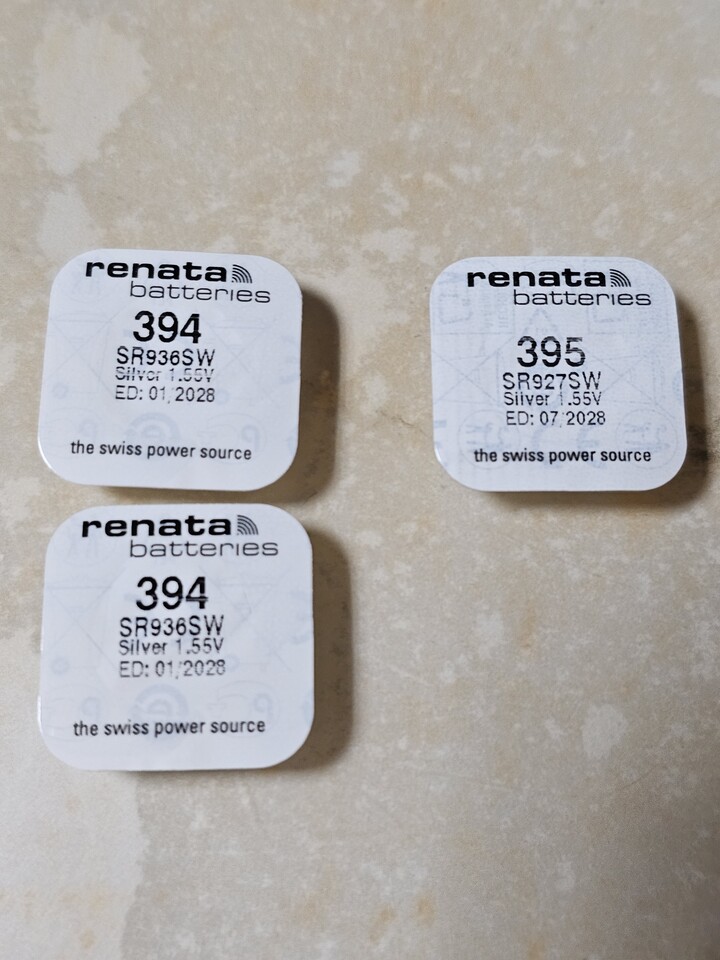 renata
batteries
394
SR936SW
Silver 1.55V
ED: 01/2028
the swiss power source
renata
batteries
395
SR927SW
Silver 1.55V
ED: 07/2028
the swiss power source
renata
batteries
394
SR936SW
Silver 1.55V
ED: 01/2028
the swiss power source